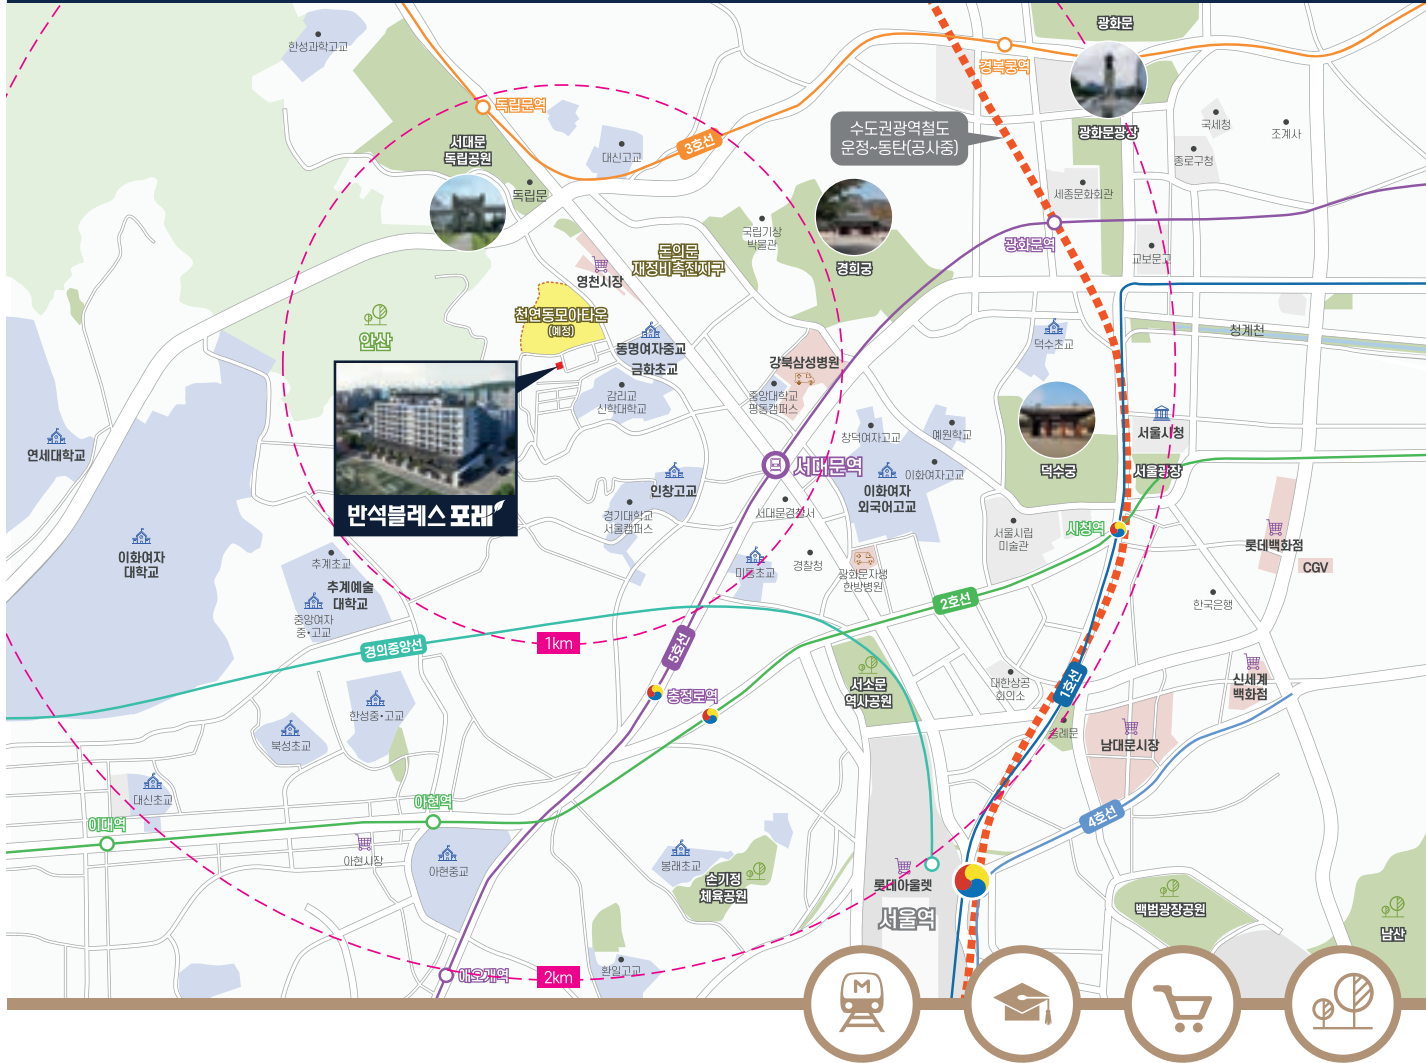 광화문
한성과학고교
경복궁역
독립문역
국세청
조계사
광화문광장
수도권광역철도
운정~동탄(공사중)
서대문
독립공원
3호선
대신고교
종로구청
독립문
세종문화회관
국립기상
박물관
광화문역
돈의문
재정비촉진지구
경희궁
교보문고
영천시장
천연동모아타운
(예정)
안산
청계천
동명여자중교
금화초교
덕수초교
강북삼성병원
감리교
신학대학교
중앙대학교
평동캠퍼스
서울시청
창덕여자고교
예원학교
연세대학교
서대문역
이화여자고교
덕수궁
서울광장
인창고교
이화여자
외국어고교
반석블레스 포레
경기대학교
서울캠퍼스
서대문경찰서
시청역
서울시립
미술관
롯데백화점
이화여자
대학교
추계초교
미동초교
경찰청
광화문자생
한방병원
CGV
추계예술
대학교
중앙여자
중•고교
2호선
한국은행
1km
경의중앙선
5호선
서소문
역사공원
대한상공
회의소
1호선
신세계
백화점
충정로역
한성중•고교
북성초교
숭례문
남대문시장
대신초교
아현역
이대역
4호선
아현시장
아현중교
봉래초교
손기정
체육공원
롯데아울렛
서울역
백범광장공원
남산
애오개역
2km
환일고교
M